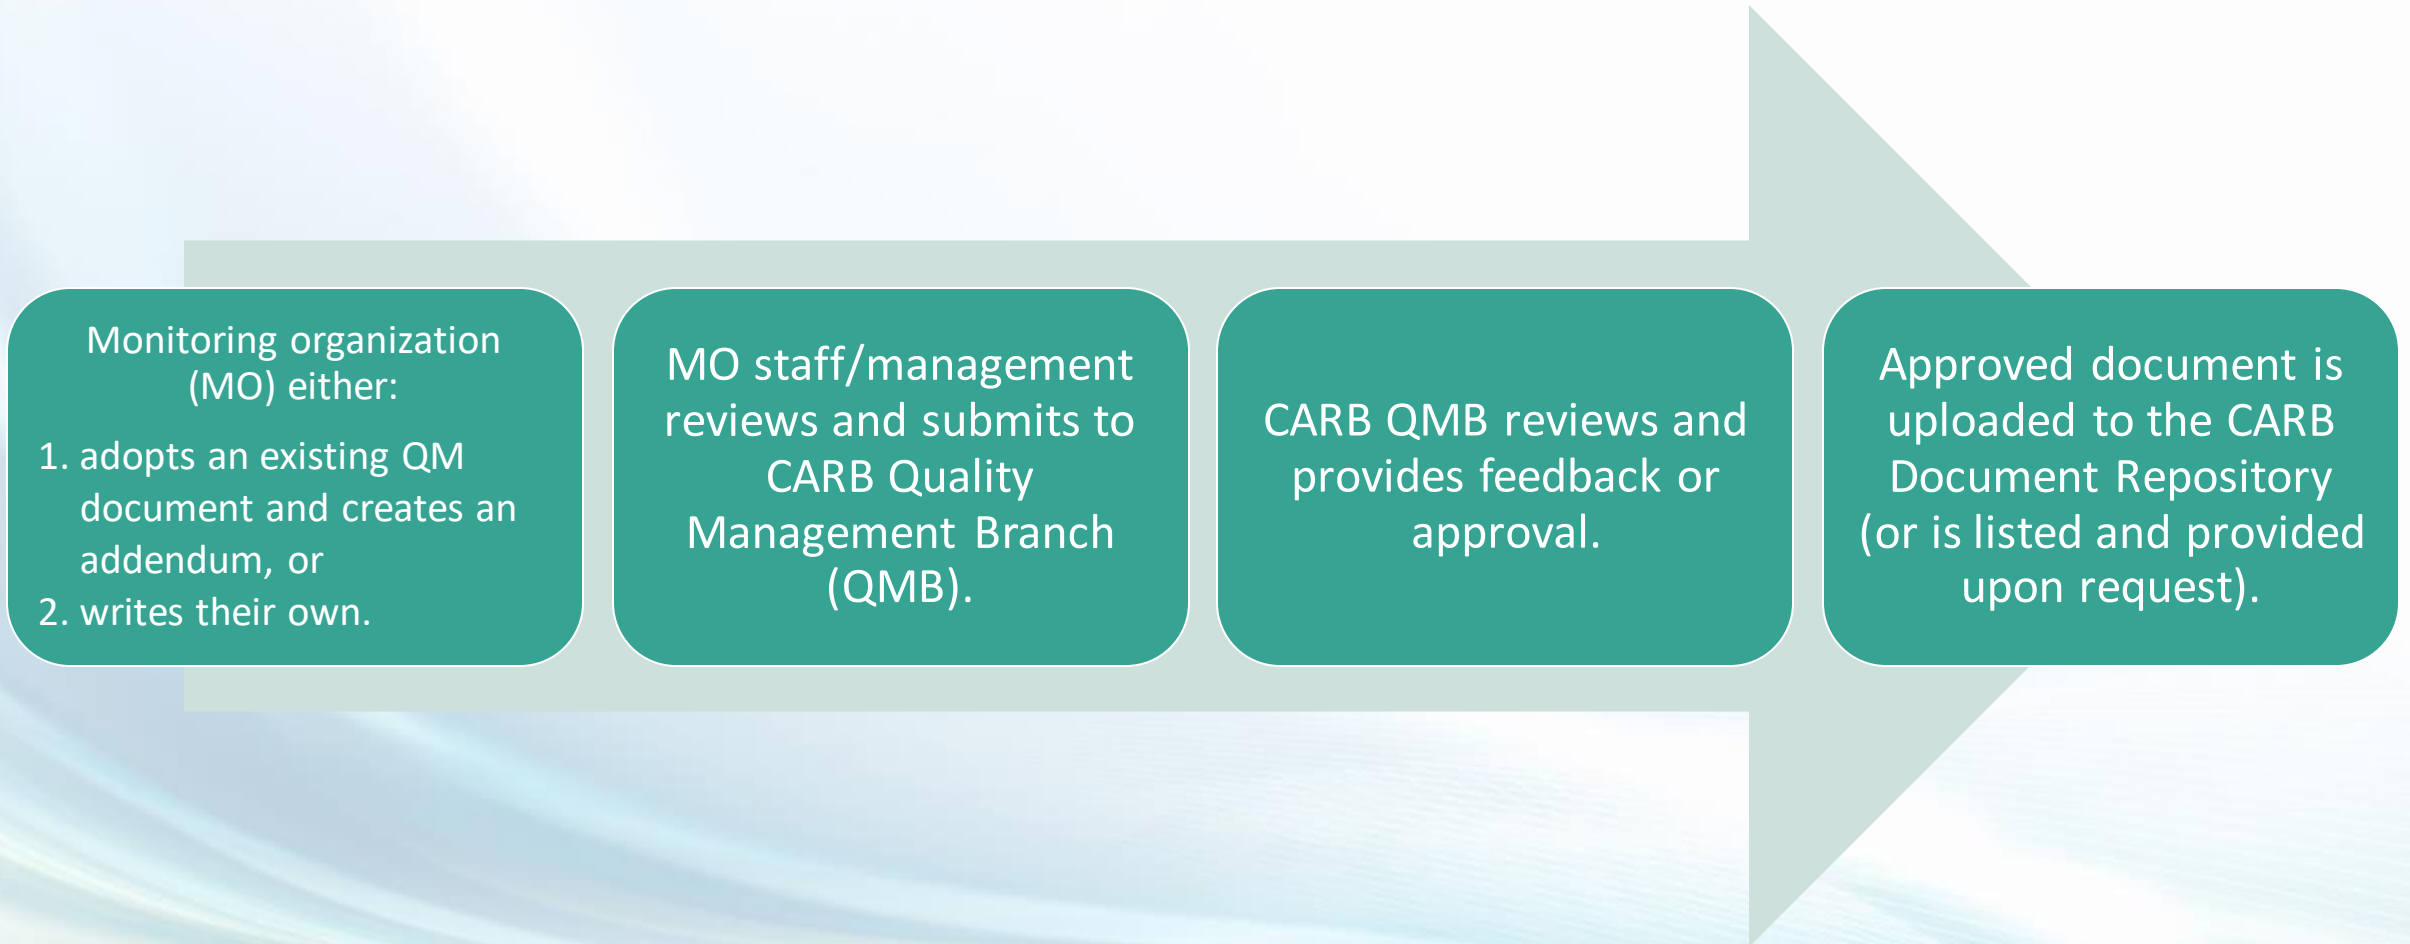 Monitoring organization
(MO) either:
1. adopts an existing QM
document and creates an
addendum, or
2. writes their own.
MO staff/management
reviews and submits to
CARB Quality
Management Branch
(QMB).
CARB QMB reviews and
provides feedback or
approval.
Approved document is
uploaded to the CARB
Document Repository
(or is listed and provided
upon request).